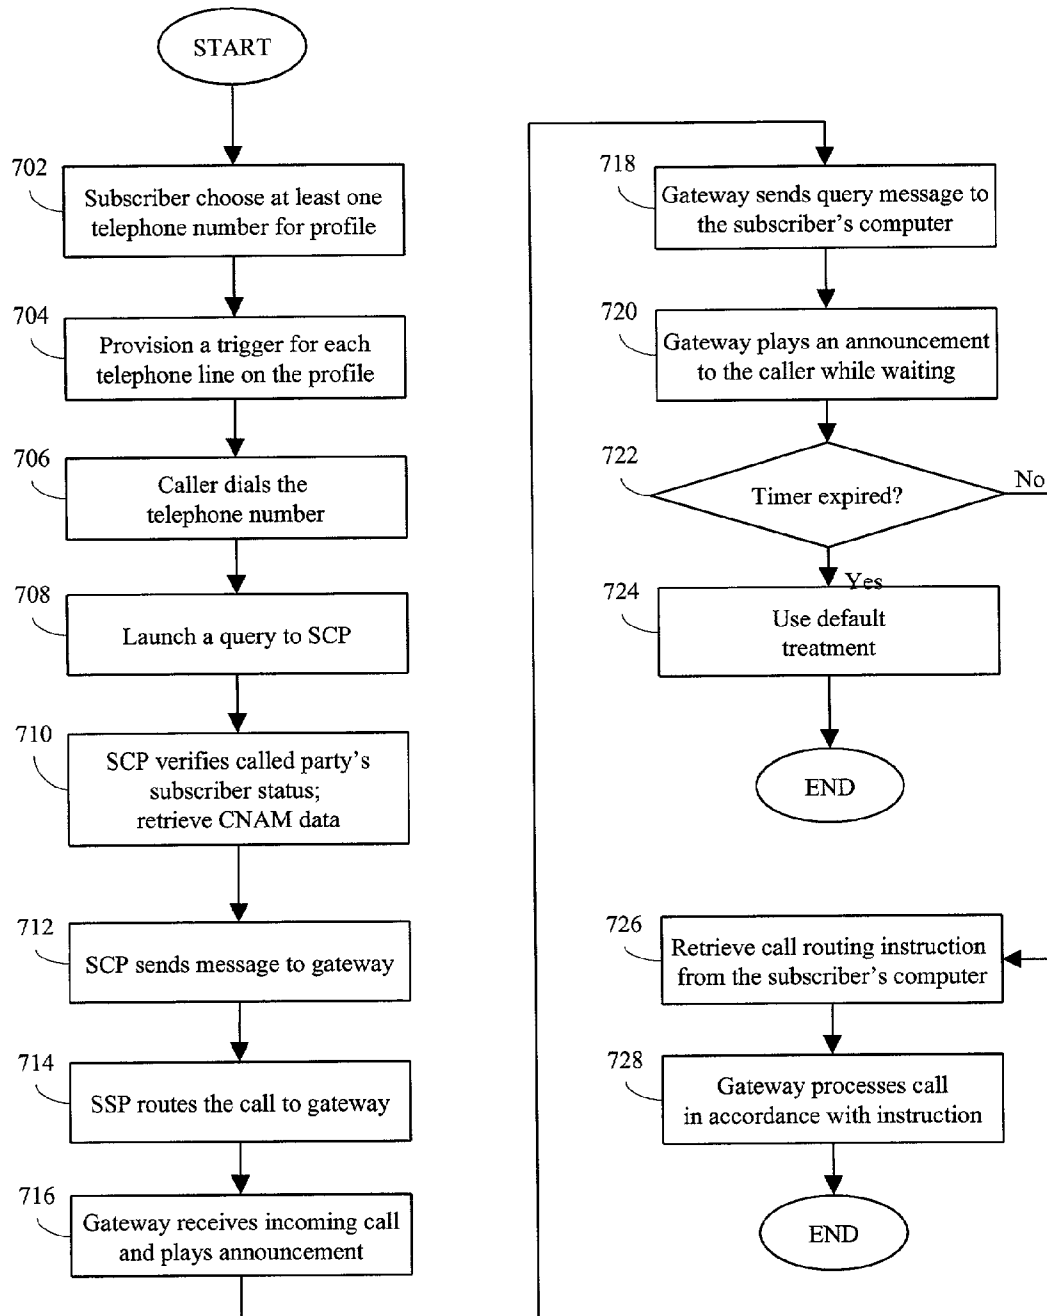 START
702
Subscriber choose at least one
telephone number for profile
704
Provision a trigger for each
telephone line on the profile
706
Caller dials the
telephone number
708
Launch a query to SCP
710
SCP verifies called party's
subscriber status;
retrieve CNAM data
712
SCP sends message to gateway
714
SSP routes the call to gateway
716
Gateway receives incoming call
and plays announcement
718
Gateway sends query message to
the subscriber's computer
720
Gateway plays an announcement
to the caller while waiting
722
Timer expired?
No
Yes
724
Use default
treatment
END
726
Retrieve call routing instruction
from the subscriber's computer
728
Gateway processes call
in accordance with instruction
END